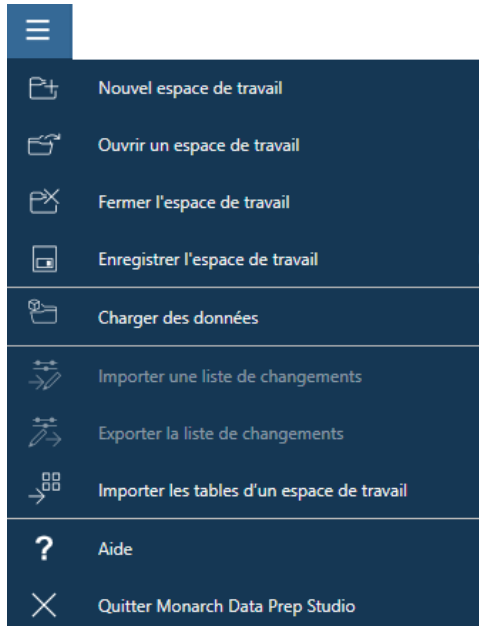 Nouvel espace de travail
Ouvrir un espace de travail
Fermer l'espace de travail
Enregistrer l'espace de travail
Charger des données
Importer une liste de changements
Exporter la liste de changements
Importer les tables d'un espace de travail
? Aide
Quitter Monarch Data Prep Studio